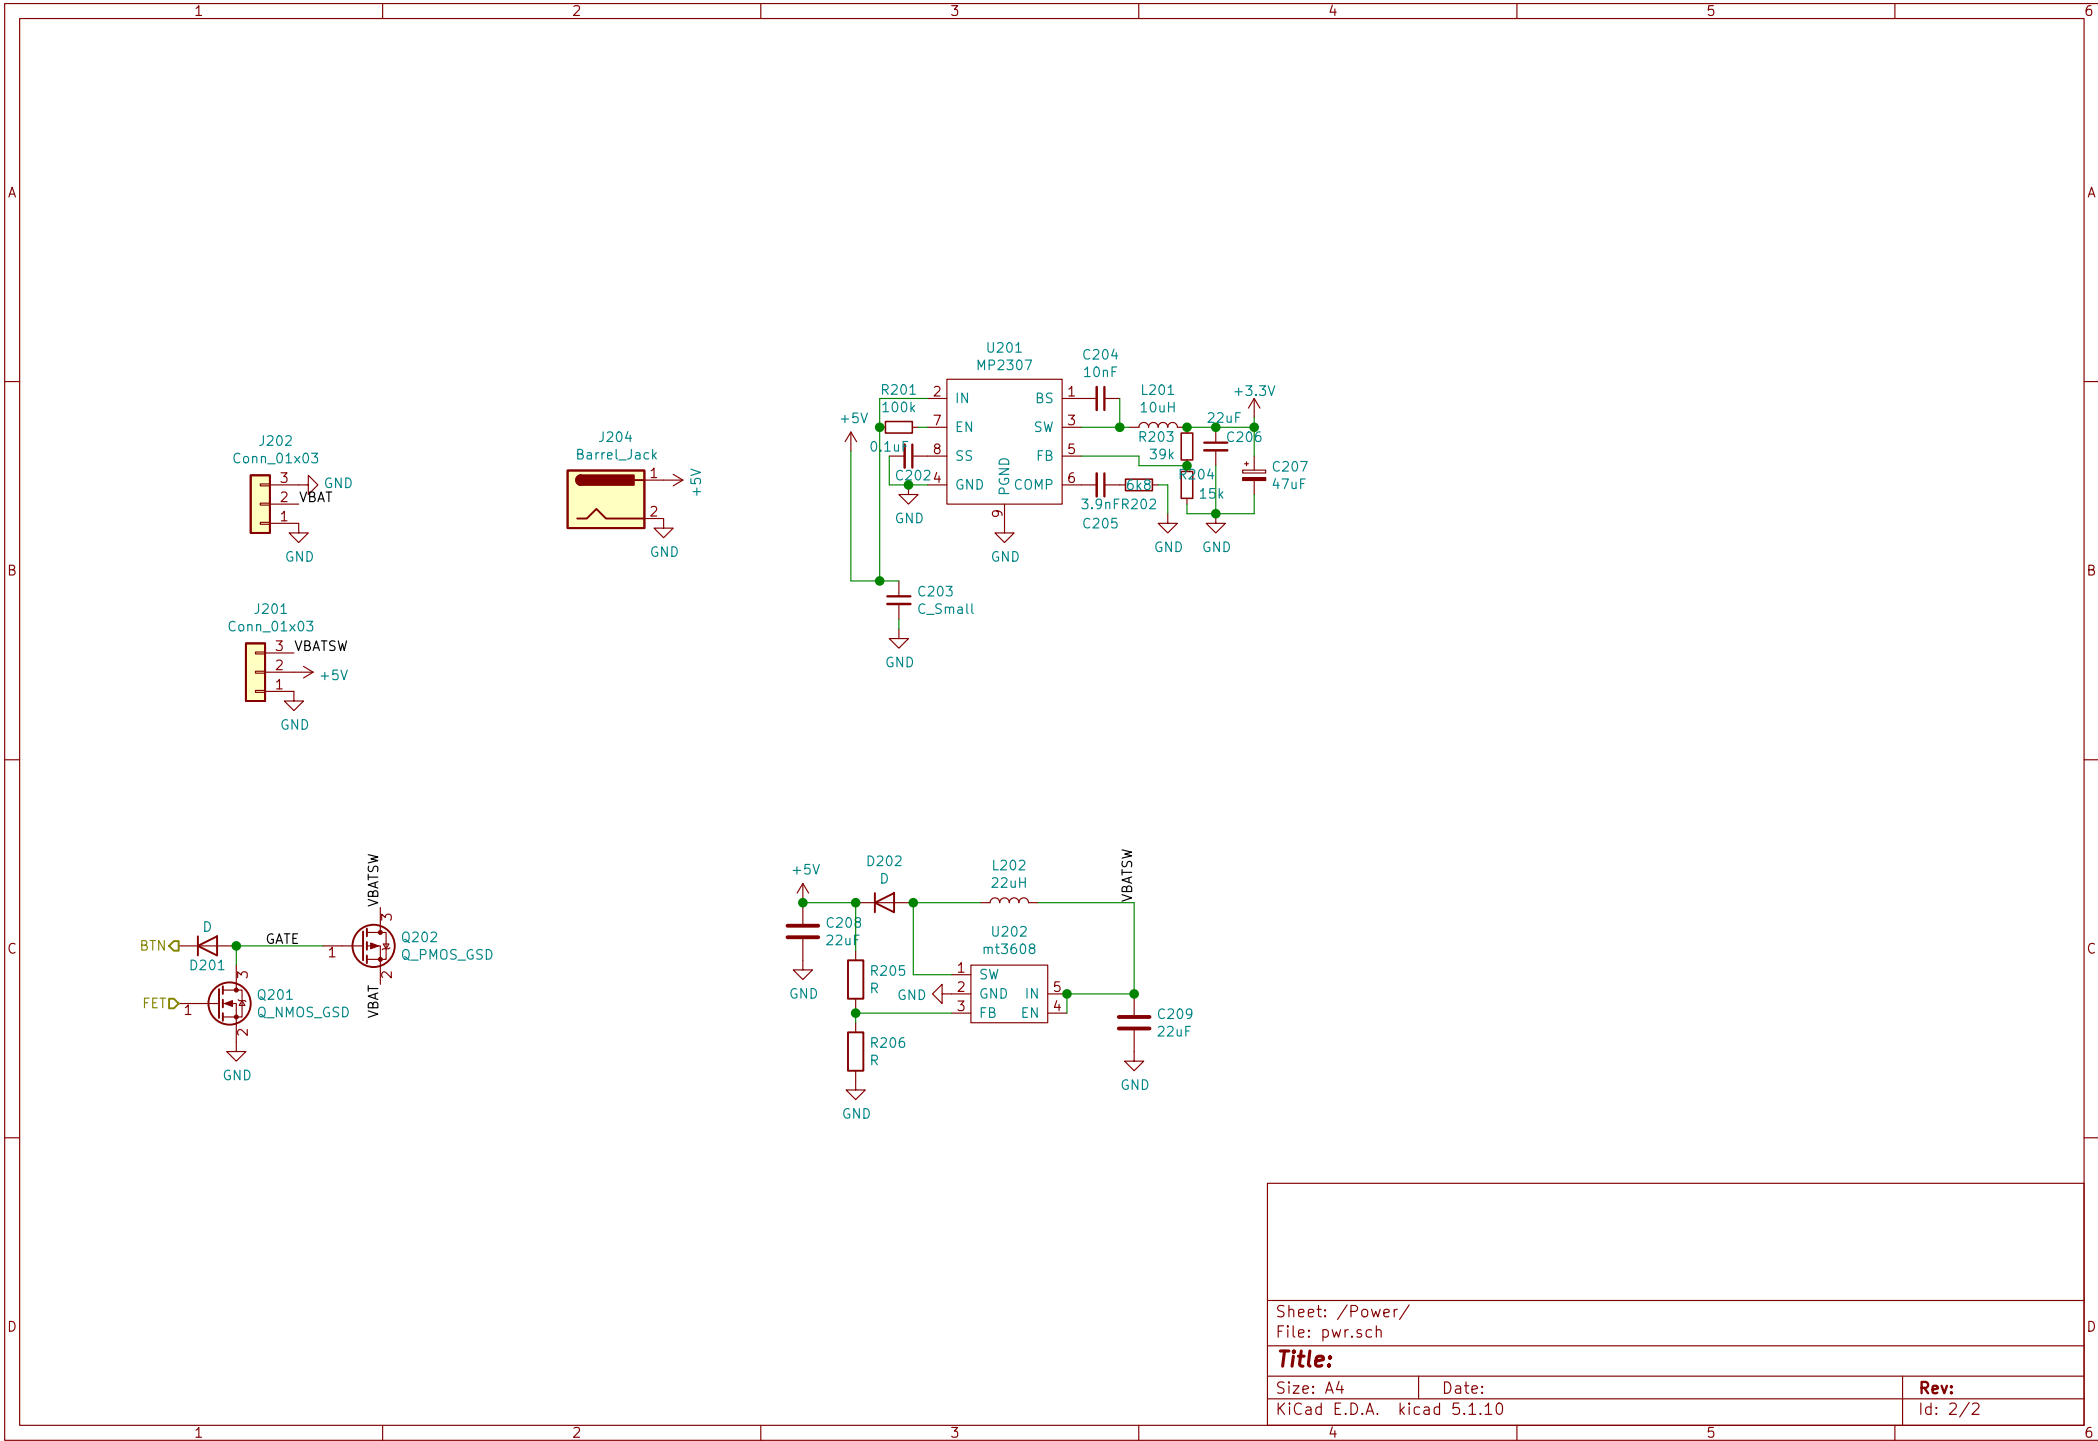 1 2 3 4 5 6
A A
B B
C C
D D
U201
MP2307
2 IN
7 EN
8 SS
4 GND
BS 1
SW 3
FB 5
COMP 6
PGND
9
GND
R201
100k
+5V
0.1uF
C202
GND
C203
C_Small
GND
C204
10nF
L201
10uH
+3.3V
22uF
C206
R203
39k
R204
15k
C207
47uF
6k8
3.9nF
R202
C205
GND
GND
J202
Conn_01x03
3 GND
2 VBAT
1
GND
J204
Barrel_Jack
1 +5V
2
GND
J201
Conn_01x03
3 VBATSW
2 +5V
1
GND
BTN
D
D201
GATE
1
VBATSW
3
Q202
Q_PMOS_GSD
2
VBAT
FET
1
3
Q201
Q_NMOS_GSD
2
GND
+5V
D202
D
L202
22uH
VBATSW
C208
22uF
GND
U202
mt3608
1 SW
2 GND
3 FB
IN 5
EN 4
GND
R205
R
R206
R
GND
C209
22uF
GND
Sheet: /Power/
File: pwr.sch
Title:
Size: A4 Date: Rev:
KiCad E.D.A. kicad 5.1.10 Id: 2/2
1 2 3 4 5 6